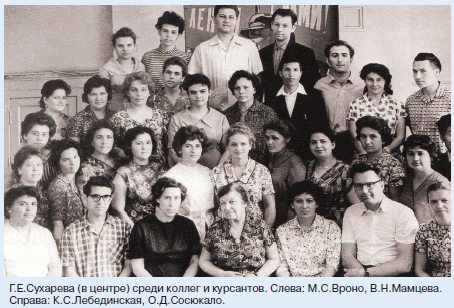 Г.Е.Сухарева (в центре) среди коллег и курсантов. Слева: М.С.Вроно, В.Н.Мамцева.
Справа: К.С.Лебединская, О.Д.Сосюкало.